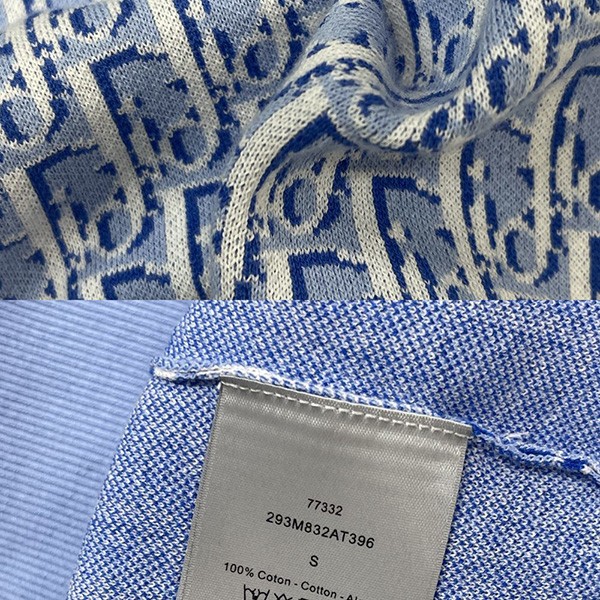 77332
293M832AT396
S
100% Coton - Cotton -